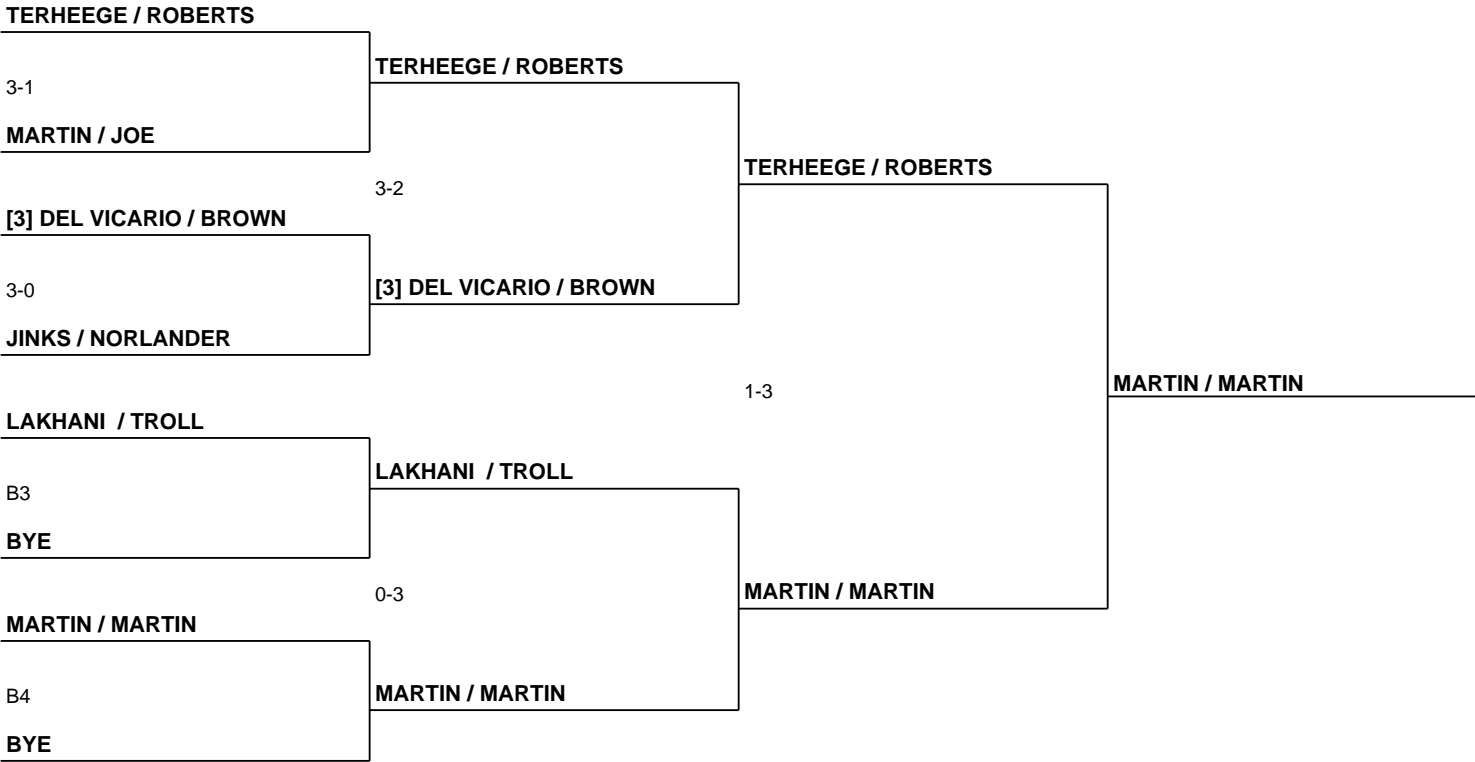 TERHEEGE / ROBERTS
3-1
MARTIN / JOE
[3] DEL VICARIO / BROWN
3-0
JINKS / NORLANDER
LAKHANI / TROLL
B3
BYE
MARTIN / MARTIN
B4
BYE
TERHEEGE / ROBERTS
3-2
[3] DEL VICARIO / BROWN
LAKHANI / TROLL
0-3
MARTIN / MARTIN
TERHEEGE / ROBERTS
1-3
MARTIN / MARTIN
MARTIN / MARTIN